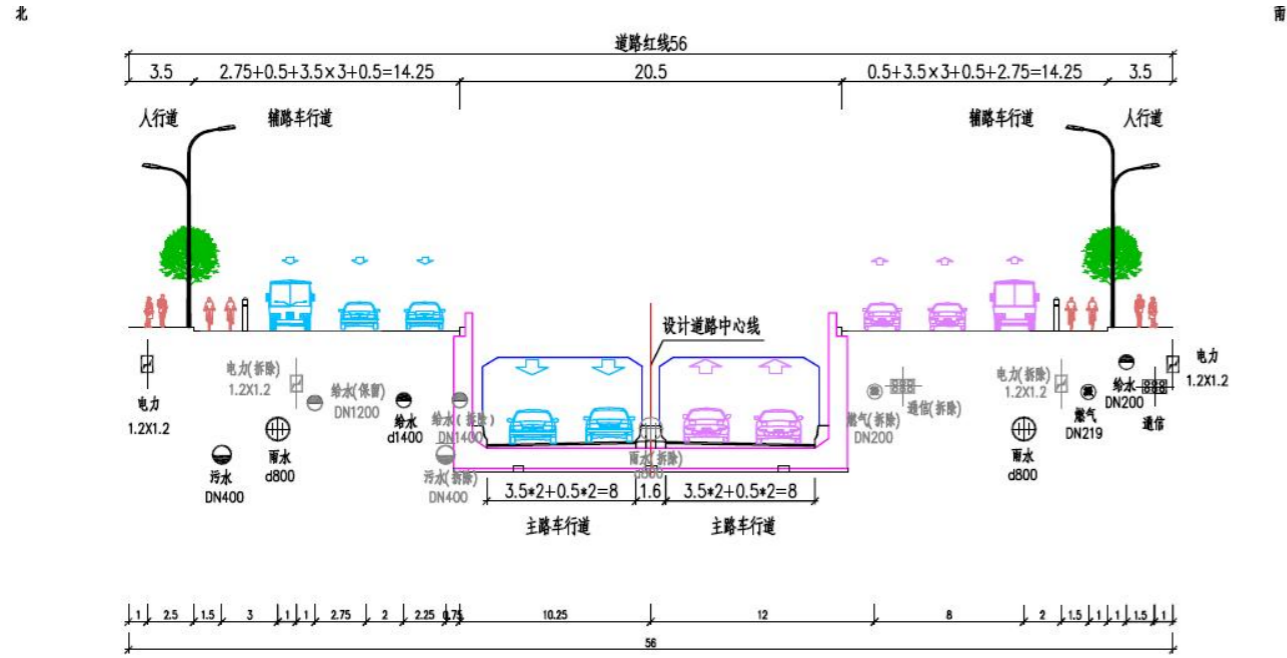 北
南
道路红线56
3.5
2.75+0.5+3.5×3+0.5=14.25
20.5
0.5+3.5×3+0.5+2.75=14.25
3.5
人行道
辅路车行道
辅路车行道
人行道
设计道路中心线
电力
1.2X1.2
污水
DN400
电力(拆除)
1.2X1.2
雨水
d800
给水(保留)
DN1200
给水
d1400
给水(拆除)
DN1400
污水(拆除)
DN400
雨水(拆除)
d800
燃气(拆除)
DN200
通信(拆除)
电力(拆除)
1.2X1.2
雨水
d800
燃气
DN219
给水
DN200
通信
电力
1.2X1.2
3.5*2+0.5*2=8
1.6
3.5*2+0.5*2=8
主路车行道
主路车行道
1
2.5
1.5
3
1
1
2.75
2
2.25
0.75
10.25
12
8
2
1.5
1
1
1.5
1
56